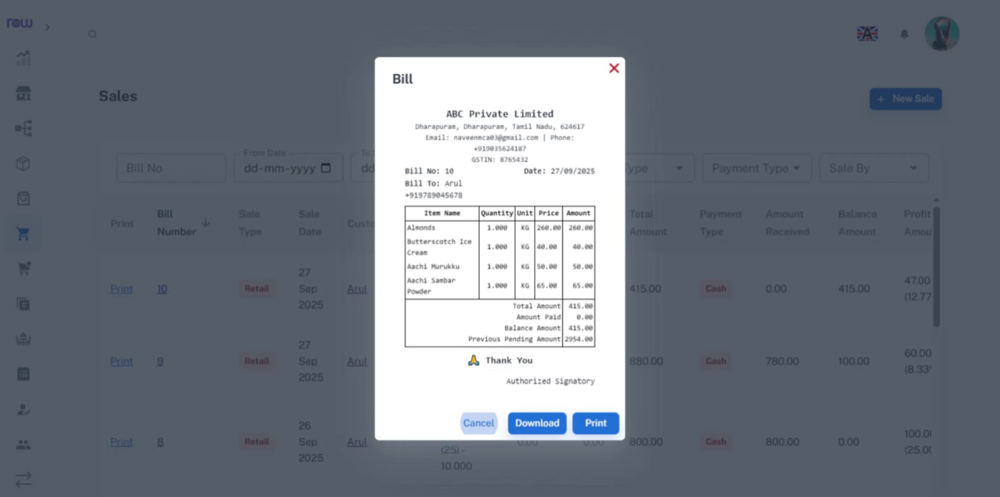 row
Sales
+ New Sale
Bill No
From Date
dd-mm-yyyy
To
dd
Type
Payment Type
Sale By
Print
Bill Number
Sale Type
Sale Date
Custo
Total Amount
Payment Type
Amount Received
Balance Amount
Profit Amou
Print 10 Retail 27 Sep 2025 Arul 415.00 Cash 0.00 415.00 47.00 (12.77
Print 9 Retail 27 Sep 2025 Arul 880.00 Cash 780.00 100.00 60.00 (8.33
Print 8 Retail 26 Sep 2025 Arul (25) - 10.000 0.00 0.00 800.00 Cash 800.00 0.00 100.0 (25.0
Bill
ABC Private Limited
Dharapuram, Dharapuram, Tamil Nadu, 624617
Email: naveenmca03@gmail.com | Phone:
+919035624187
GSTIN: 8765432
Bill No: 10 Date: 27/09/2025
Bill To: Arul
+919789045678
Item Name Quantity Unit Price Amount
Almonds 1.000 KG 260.00 260.00
Butterscotch Ice Cream 1.000 KG 40.00 40.00
Aachi Murukku 1.000 KG 50.00 50.00
Aachi Sambar Powder 1.000 KG 65.00 65.00
Total Amount 415.00
Amount Paid 0.00
Balance Amount 415.00
Previous Pending Amount 2954.00
🙏 Thank You
Authorized Signatory
Cancel
Download
Print